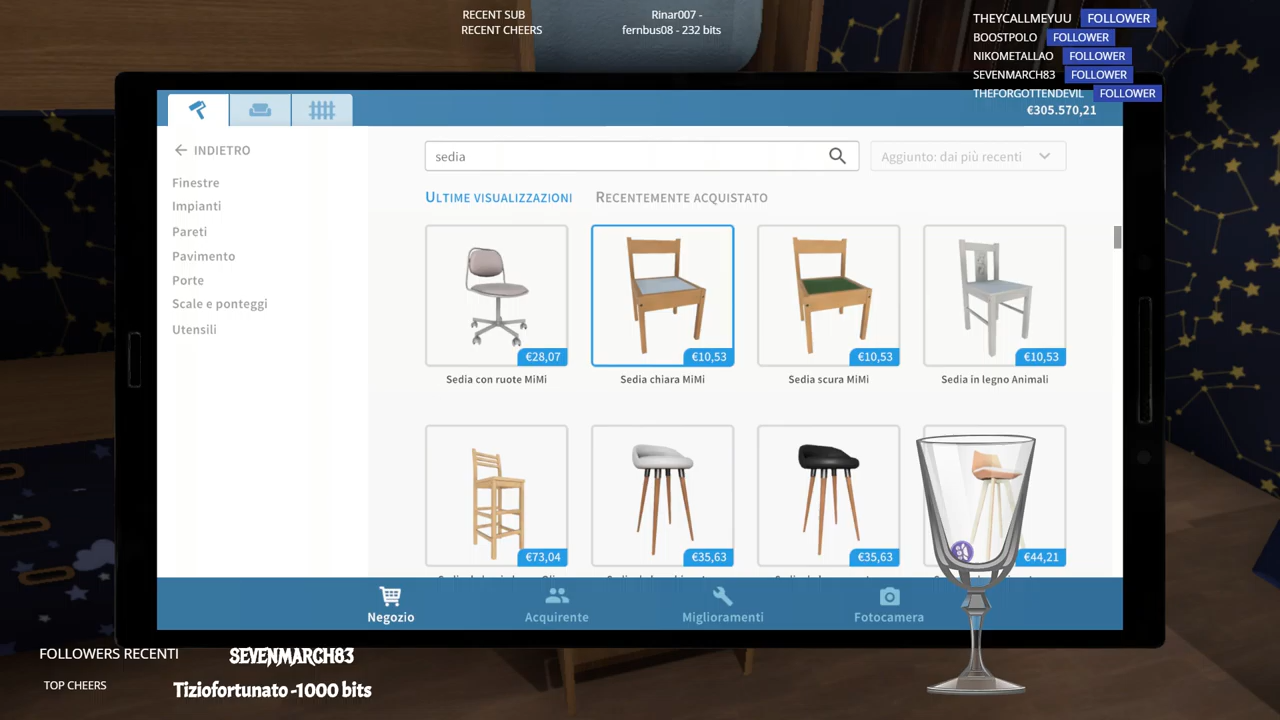 RECENT SUB
Rinar007 -
RECENT CHEERS
fernbus08 - 232 bits
THEYCALLMEYUU FOLLOWER
BOOSTPOLO FOLLOWER
NIKOMETALLAO FOLLOWER
SEVENMARCH83 FOLLOWER
THEFORGOTTENDEVIL FOLLOWER
€305.570,21
INDIETRO
Finestre
Impianti
Pareti
Pavimento
Porte
Scale e ponteggi
Utensili
sedia
Aggiunto: dai più recenti
ULTIME VISUALIZZAZIONI
RECENTEMENTE ACQUISTATO
€28,07
€10,53
€10,53
€10,53
Sedia con ruote MiMi
Sedia chiara MiMi
Sedia scura MiMi
Sedia in legno Animali
€73,04
€35,63
€35,63
€44,21
Negozio
Acquirente
Miglioramenti
Fotocamera
FOLLOWERS RECENTI
SEVENMARCH83
TOP CHEERS
Tiziofortunato -1000 bits